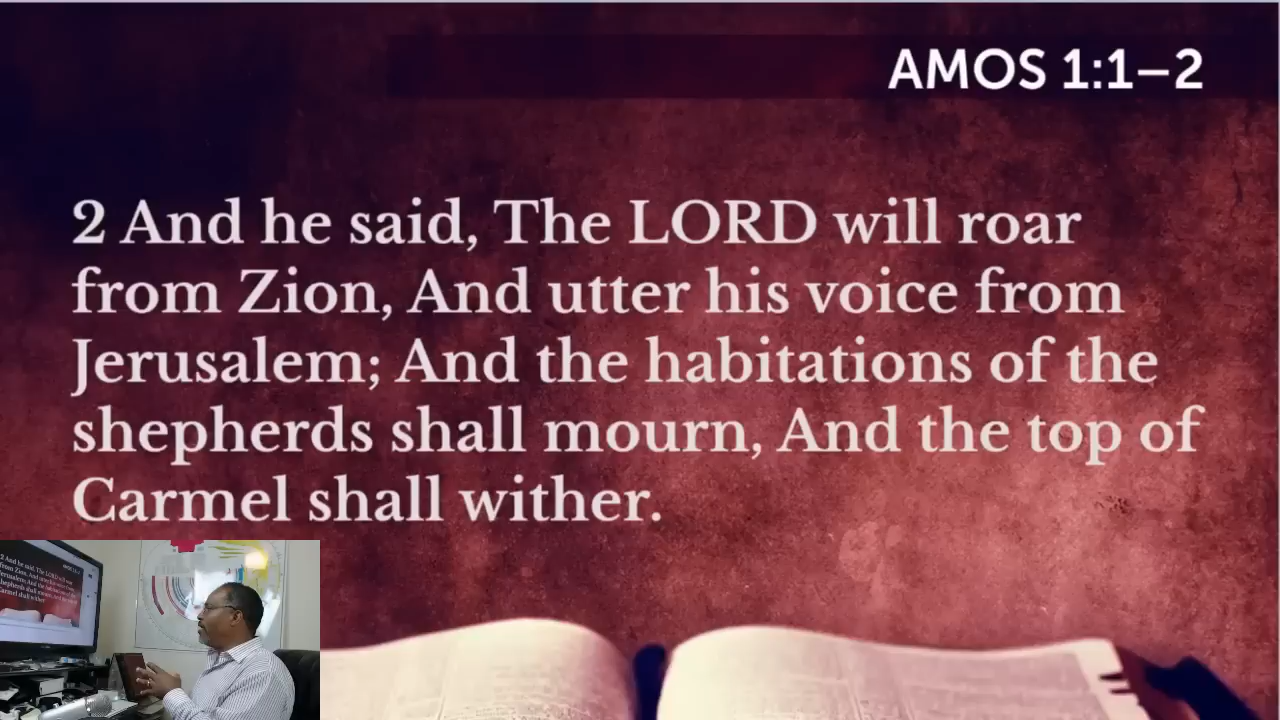 AMOS 1:1–2
2 And he said, The LORD will roar
from Zion, And utter his voice from
Jerusalem; And the habitations of the
shepherds shall mourn, And the top of
Carmel shall wither.